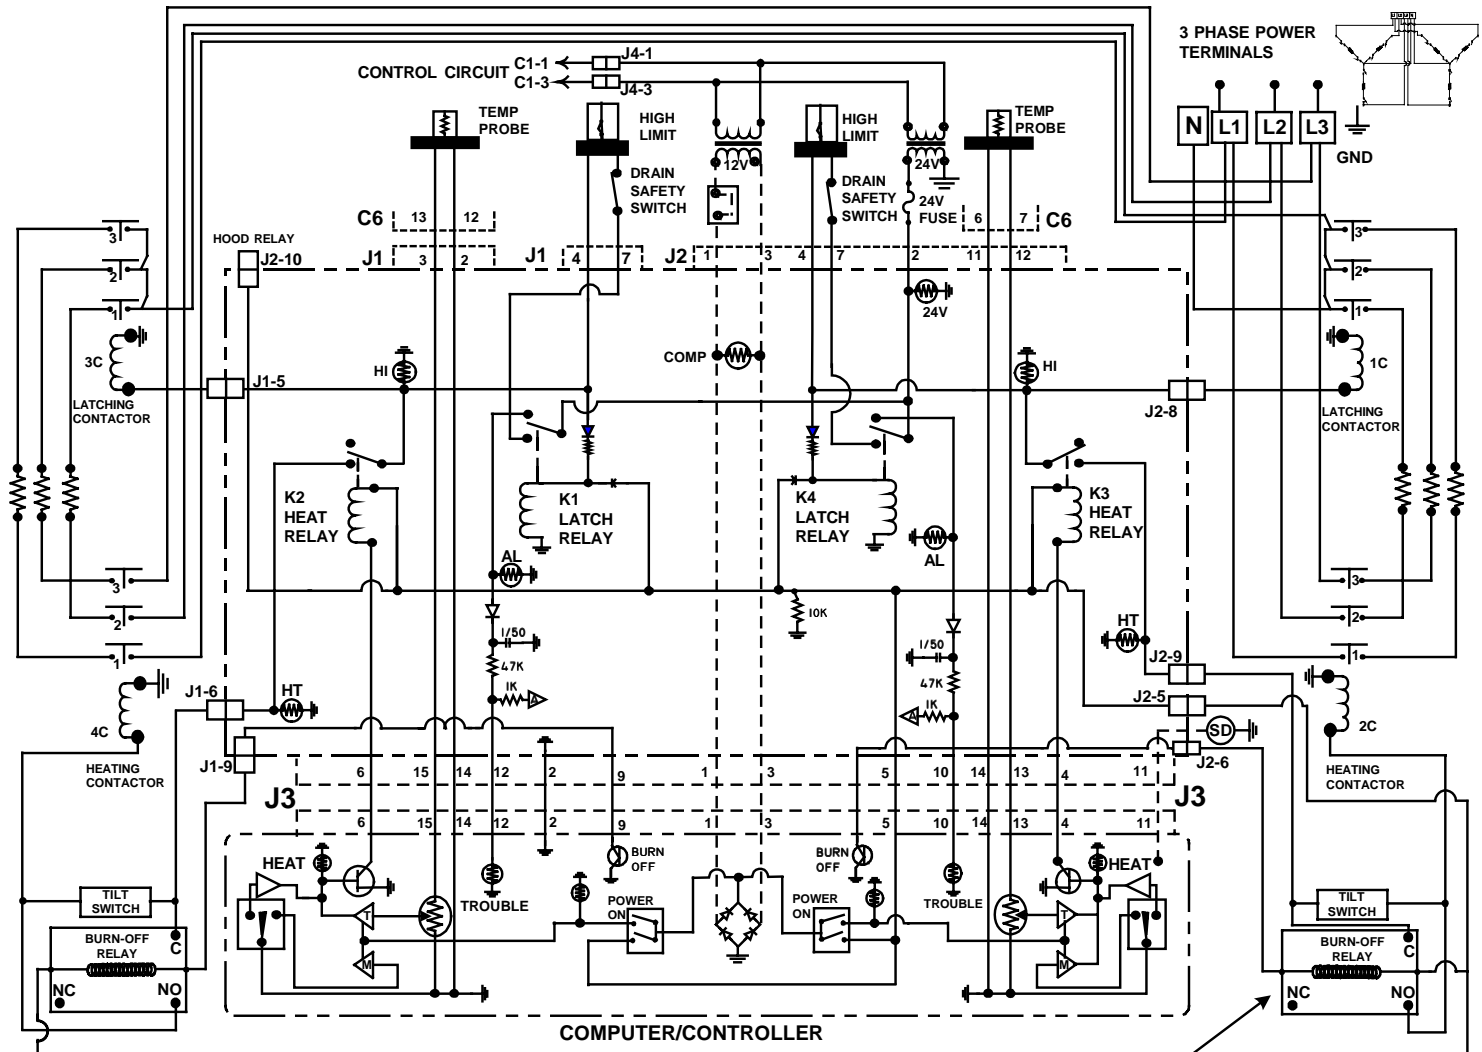 3 PHASE POWER
TERMINALS
N L1 L2 L3
GND
CONTROL CIRCUIT
C1-1
C1-3
J4-1
J4-3
TEMP
PROBE
HIGH
LIMIT
12V
HIGH
LIMIT
24V
TEMP
PROBE
DRAIN
SAFETY
SWITCH
DRAIN
SAFETY
SWITCH
24V
FUSE
C6 13 12
6 7 C6
HOOD RELAY
J2-10
J1 3 2
J1 4 7
J2 1 3 4 7 2 11 12
24V
3
2
1
3
2
1
3C
LATCHING
CONTACTOR
J1-5
HI
COMP
HI
J2-8
1C
LATCHING
CONTACTOR
K2
HEAT
RELAY
K1
LATCH
RELAY
K4
LATCH
RELAY
K3
HEAT
RELAY
AL
AL
3
2
1
3
2
1
10K
1/50
47K
1K
A
1/50
47K
1K
A
HT
HT
J1-6
J1-9
J2-9
J2-5
J2-6
SD
4C
HEATING
CONTACTOR
2C
HEATING
CONTACTOR
J3
6 15 14 12 2 9 1 3 5 10 14 13 4 11
J3
6 15 14 12 2 9 1 3 5 10 14 13 4 11
HEAT
TROUBLE
BURN
OFF
POWER
ON
BURN
OFF
POWER
ON
TROUBLE
HEAT
T
M
T
M
TILT
SWITCH
BURN-OFF
RELAY
C
NC
NO
TILT
SWITCH
BURN-OFF
RELAY
C
NC
NO
COMPUTER/CONTROLLER